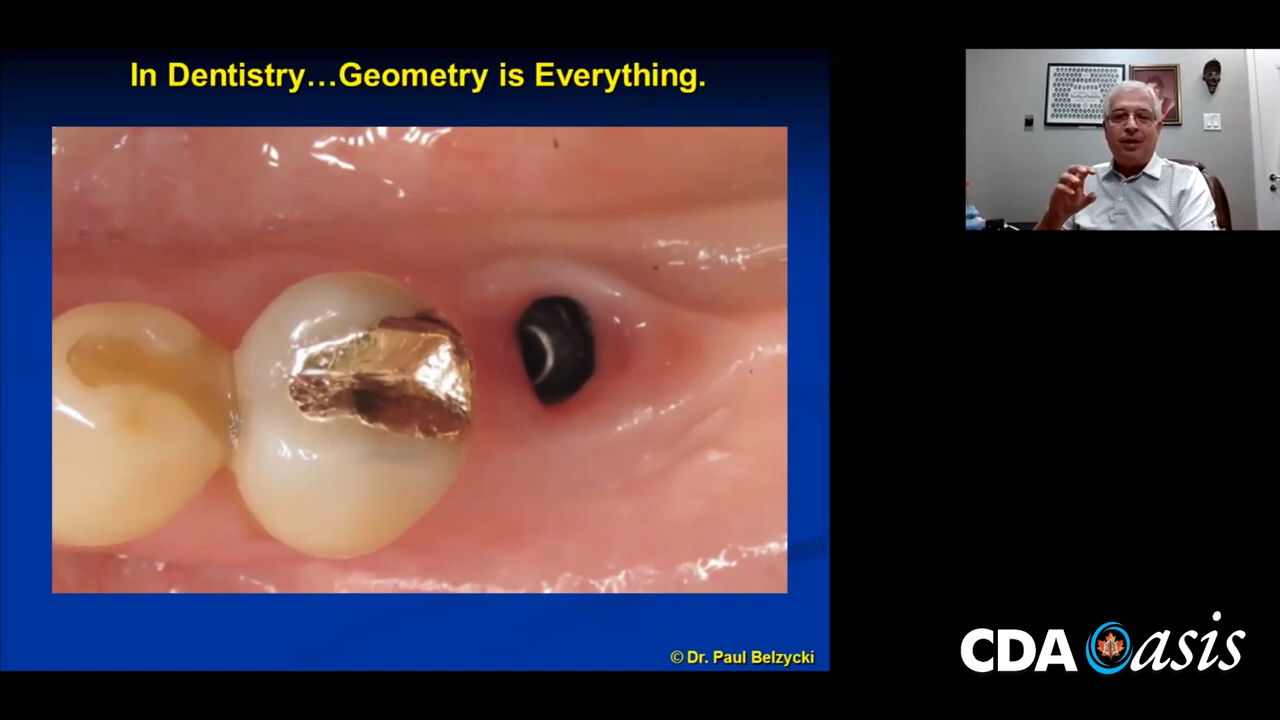 In Dentistry…Geometry is Everything.
© Dr. Paul Belzycki
CDA Oasis